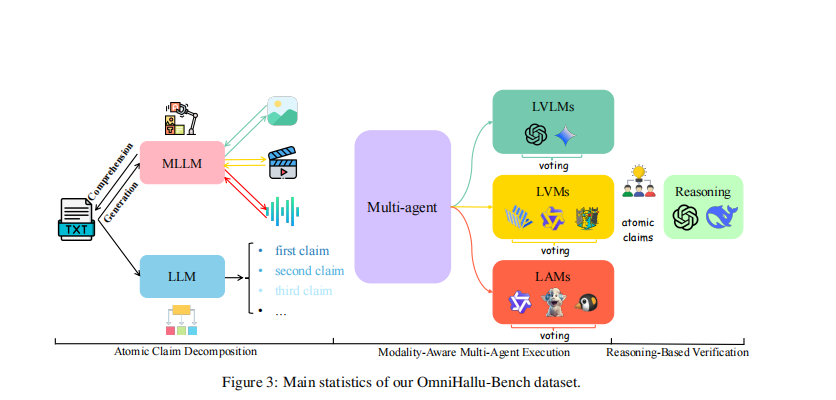 Comprehension
Generation
TXT
MLLM
LLM
• first claim
• second claim
• third claim
• ...
Multi-agent
LVLMs
voting
LVMs
voting
LAMs
voting
atomic
claims
Reasoning
Atomic Claim Decomposition
Modality-Aware Multi-Agent Execution
Reasoning-Based Verification
Figure 3: Main statistics of our OmniHallu-Bench dataset.